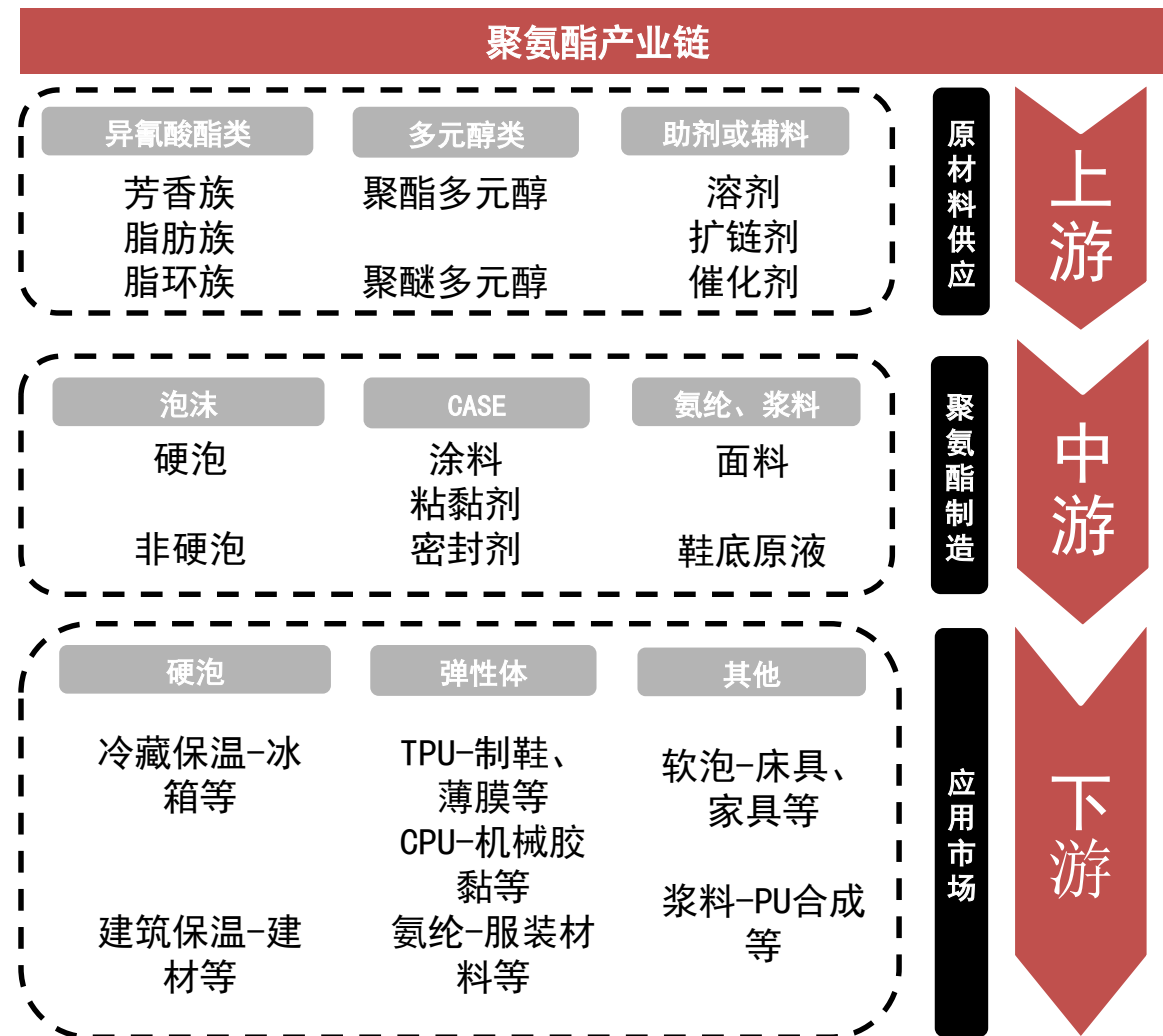 聚氨酯产业链
异氰酸酯类
多元醇类
助剂或辅料
芳香族
脂肪族
脂环族
聚酯多元醇
聚醚多元醇
溶剂
扩链剂
催化剂
原材料供应
上游
泡沫
CASE
氨纶、浆料
硬泡
非硬泡
涂料
粘黏剂
密封剂
面料
鞋底原液
聚氨酯制造
中游
硬泡
弹性体
其他
冷藏保温-冰
箱等
建筑保温-建
材等
TPU-制鞋、
薄膜等
CPU-机械胶
黏等
氨纶-服装材
料等
软泡-床具、
家具等
浆料-PU合成
等
应用市场
下游